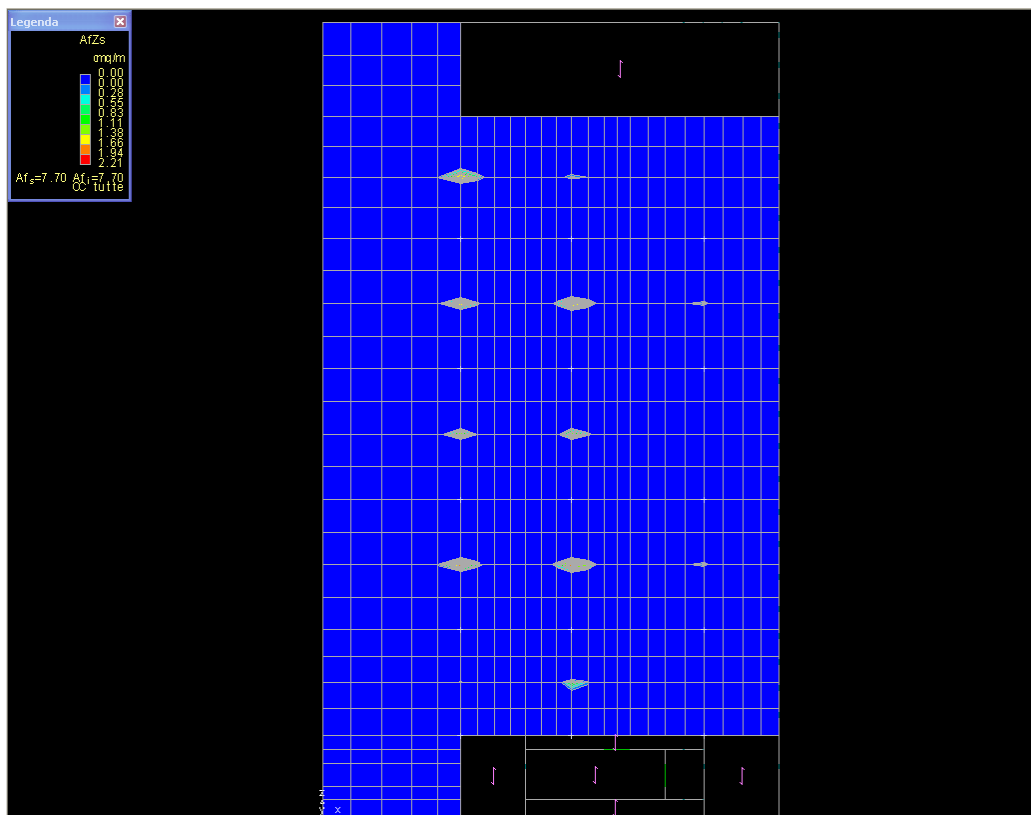 Legenda
AfZs
cmq/m
0.00
0.00
0.28
0.55
0.83
1.11
1.38
1.66
1.94
2.21
Afs=7.70 Afi=7.70
CC tutte
Z
Y x